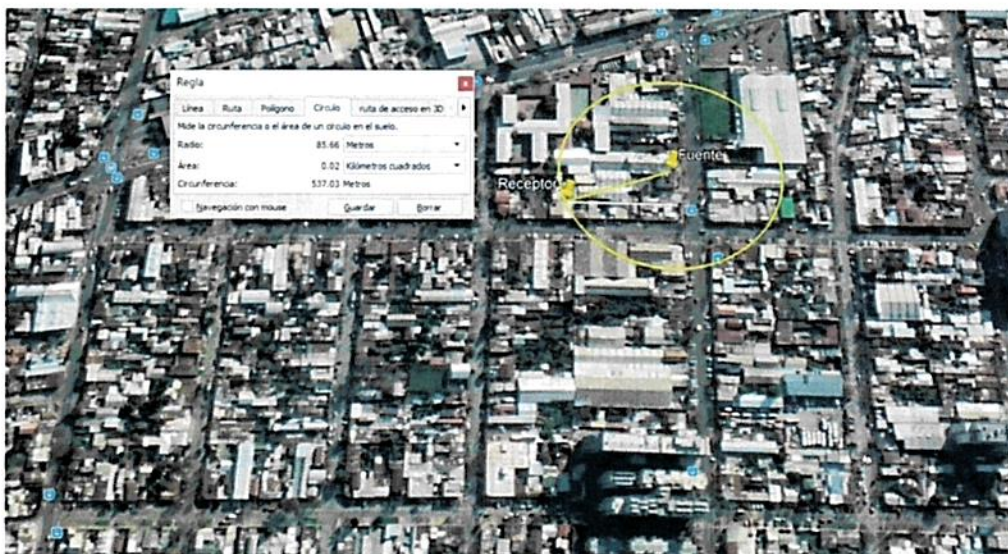 Regla
Línea Ruta Polígono Círculo ruta de acceso en 3D
Mide la circunferencia o el área de un círculo en el suelo.
Radio: 85.66 Metros
Área: 0.02 Kilómetros cuadrados
Circunferencia: 537.03 Metros
Navegación con mouse Guardar Borrar
Fuente
Receptor